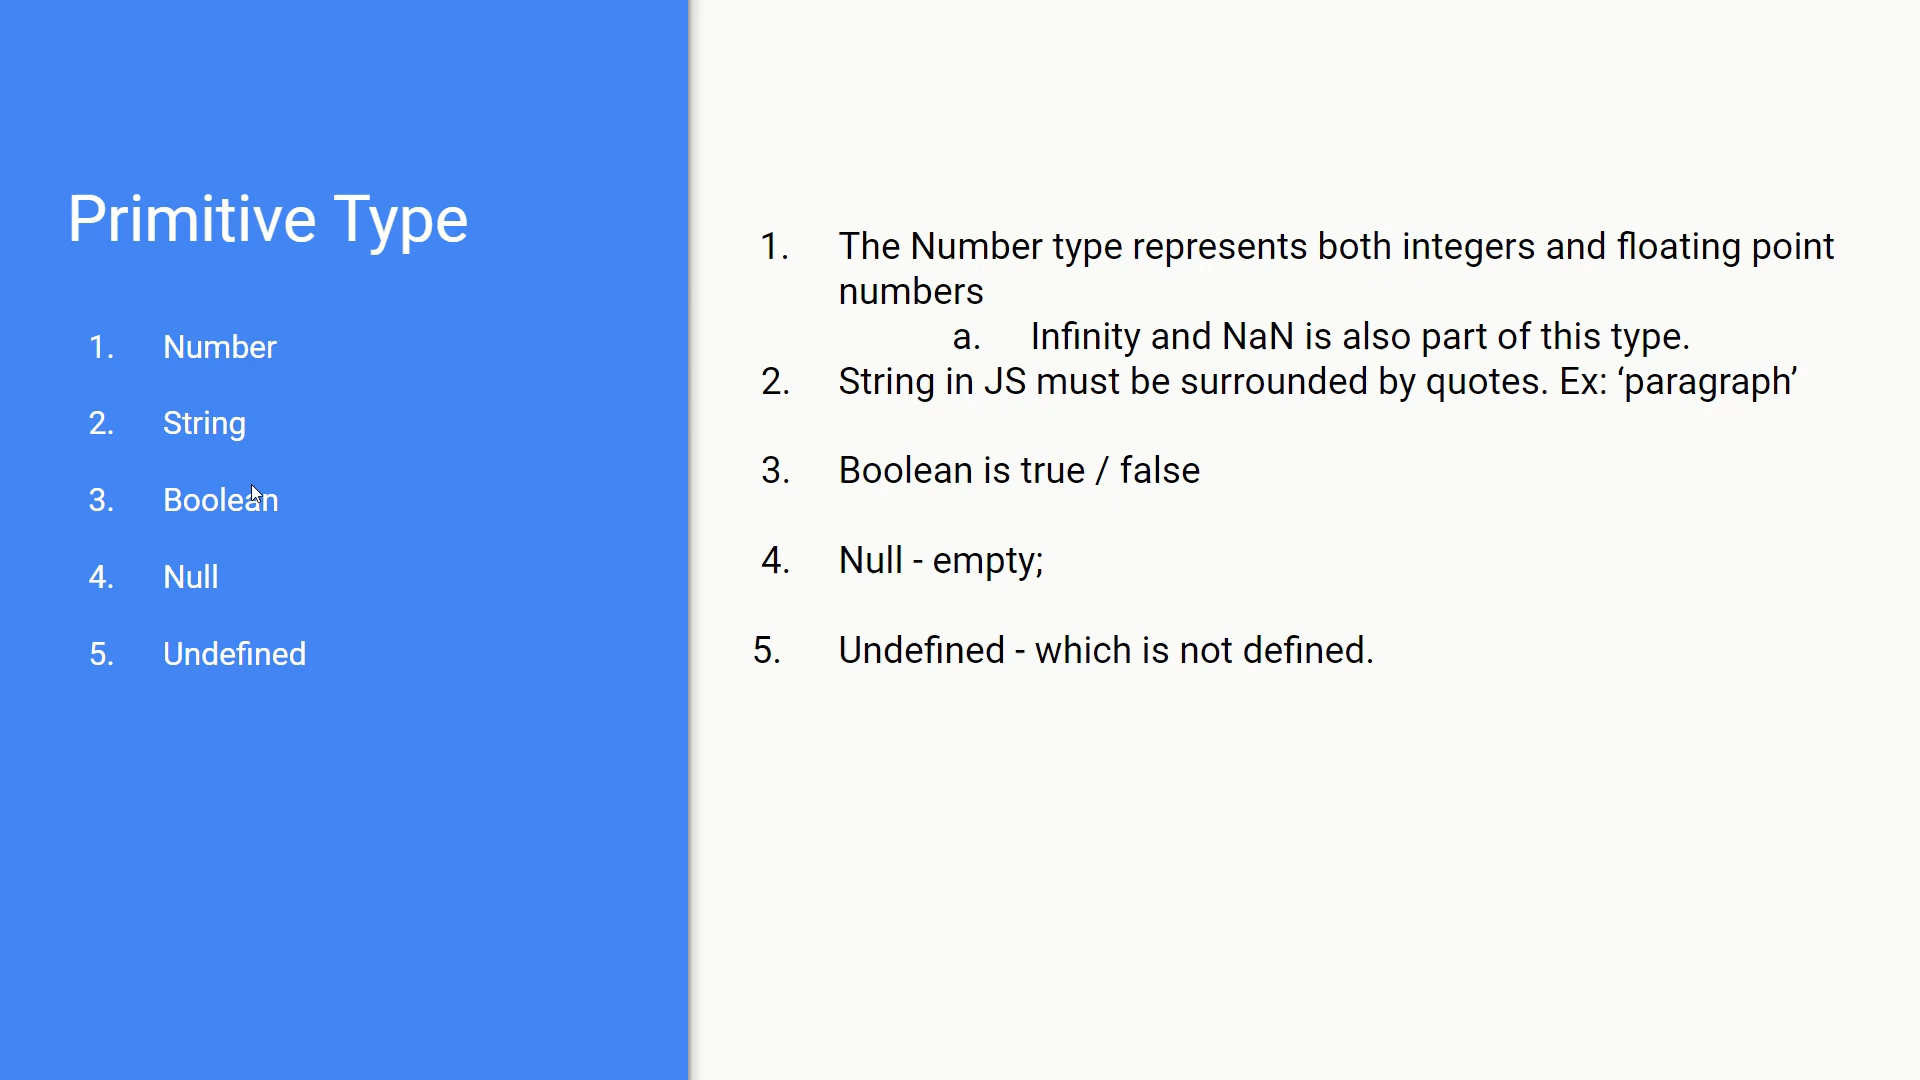 Primitive Type
1. Number
2. String
3. Boolean
4. Null
5. Undefined
1. The Number type represents both integers and floating point
numbers
a. Infinity and NaN is also part of this type.
2. String in JS must be surrounded by quotes. Ex: ‘paragraph’
3. Boolean is true / false
4. Null - empty;
5. Undefined - which is not defined.